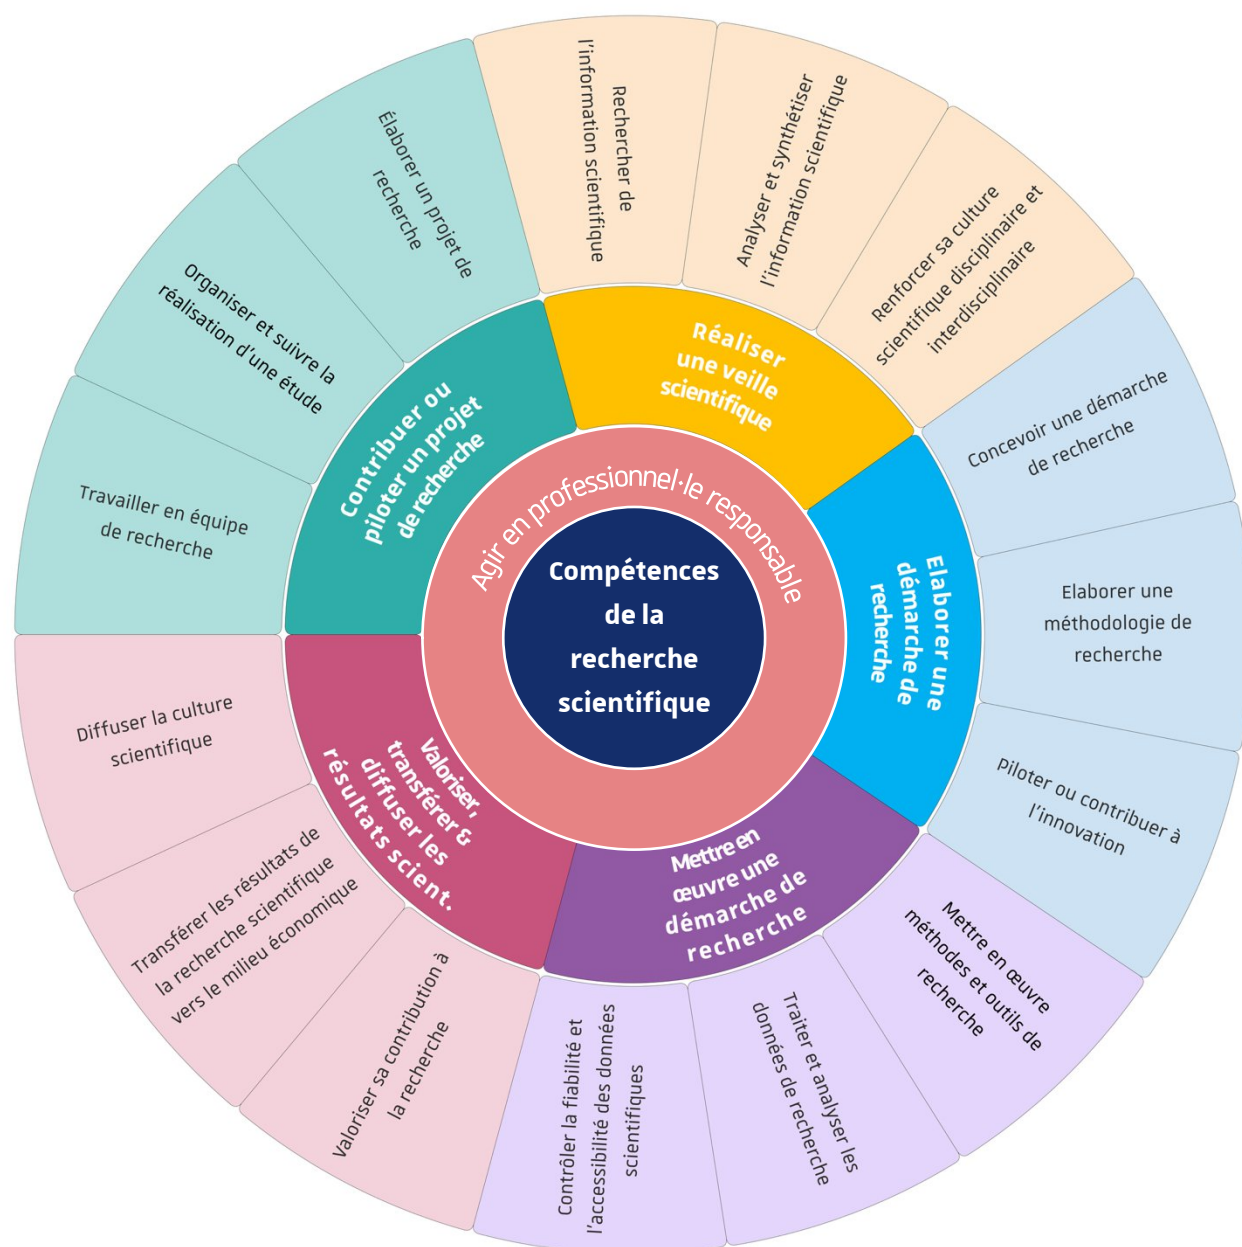 Compétences
de la
recherche
scientifique
Agir en professionnel·le responsable
Réaliser
une veille
scientifique
Rechercher de
l'information scientifique
Analyser et synthétiser
l'information scientifique
Renforcer sa culture
scientifique disciplinaire et
interdisciplinaire
Elaborer une
démarche de
recherche
Concevoir une démarche
de recherche
Elaborer une
méthodologie de
recherche
Piloter ou contribuer à
l'innovation
Mettre en
œuvre une
démarche de
recherche
Mettre en œuvre
méthodes et outils de
recherche
Traiter et analyser les
données de recherche
Contrôler la fiabilité et
l'accessibilité des données
scientifiques
Valoriser,
transférer &
diffuser les
résultats scient.
Valoriser sa contribution à
la recherche
Transférer les résultats de
la recherche scientifique
vers le milieu économique
Diffuser la culture
scientifique
Contribuer ou
piloter un projet
de recherche
Travailler en équipe
de recherche
Organiser et suivre la
réalisation d'une étude
Élaborer un projet de
recherche